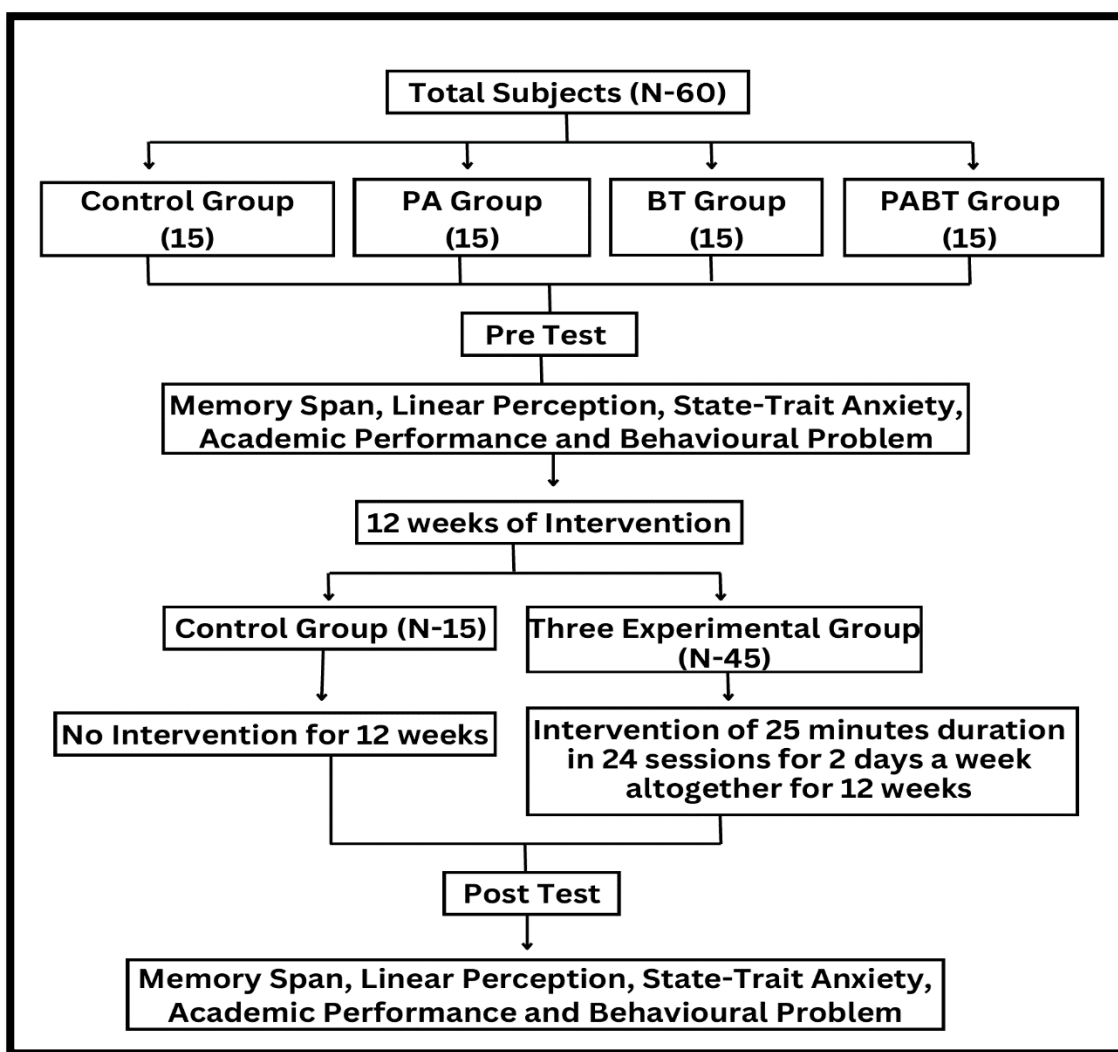 Total Subjects (N-60)
Control Group
(15)
PA Group
(15)
BT Group
(15)
PABT Group
(15)
Pre Test
Memory Span, Linear Perception, State-Trait Anxiety,
Academic Performance and Behavioural Problem
12 weeks of Intervention
Control Group (N-15)
Three Experimental Group
(N-45)
No Intervention for 12 weeks
Intervention of 25 minutes duration
in 24 sessions for 2 days a week
altogether for 12 weeks
Post Test
Memory Span, Linear Perception, State-Trait Anxiety,
Academic Performance and Behavioural Problem